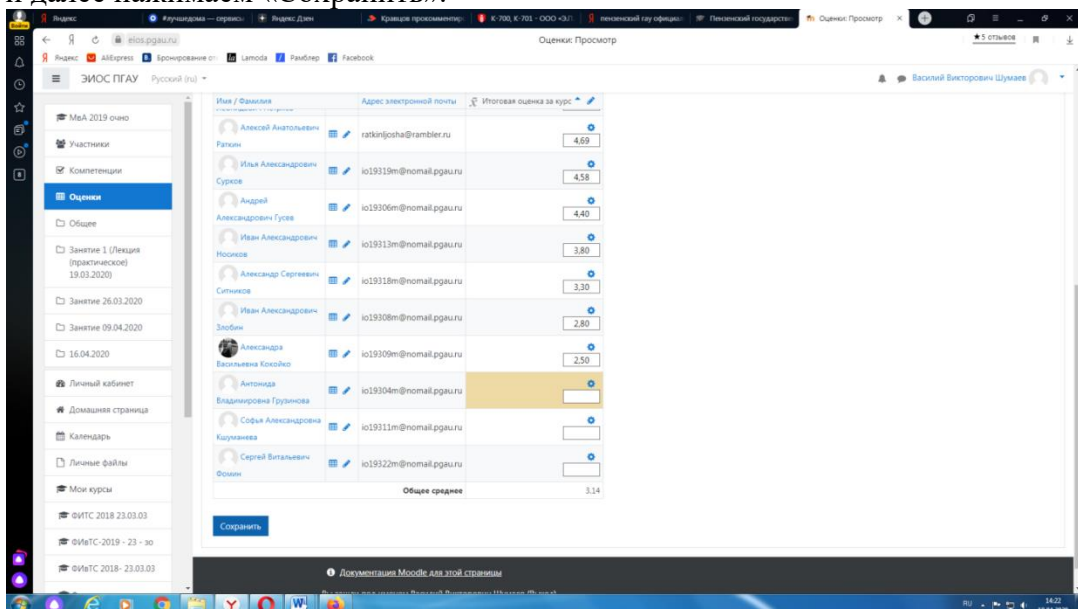 и далее нажимаем «Сохранить».
Яндекс
#лучшедома — сервисы
Яндекс.Дзен
Кравцов прокомментир
К-700, К-701 - ООО «З.П.
пензенский гау официал
Пензенский государстве
Оценки: Просмотр
eios.pgau.ru
Оценки: Просмотр
★5 отзывов
Яндекс AliExpress Бронирование от Lamoda Рамблер Facebook
ЭИОС ПГАУ Русский (ru)
Василий Викторович Шумаев
МвА 2019 очно
Участники
Компетенции
Оценки
Общее
Занятие 1 (Лекция
(практическое)
19.03.2020)
Занятие 26.03.2020
Занятие 09.04.2020
16.04.2020
Личный кабинет
Домашняя страница
Календарь
Личные файлы
Мои курсы
ФИТС 2018 23.03.03
ФИвТС-2019 - 23 - зо
ФИвТС 2018- 23.03.03
Имя / Фамилия Адрес электронной почты Итоговая оценка за курс
Алексей Анатольевич
Раткин ratkinljosha@rambler.ru 4,69
Илья Александрович
Сурков io19319m@nomail.pgau.ru 4,58
Андрей
Александрович Гусев io19306m@nomail.pgau.ru 4,40
Иван Александрович
Носиков io19313m@nomail.pgau.ru 3,80
Александр Сергеевич
Ситников io19318m@nomail.pgau.ru 3,30
Иван Александрович
Злобин io19308m@nomail.pgau.ru 2,80
Александра
Васильевна Кокойко io19309m@nomail.pgau.ru 2,50
Антонида
Владимировна Грузинова io19304m@nomail.pgau.ru
Софья Александровна
Кшуманева io19311m@nomail.pgau.ru
Сергей Витальевич
Фомин io19322m@nomail.pgau.ru
Общее среднее 3,14
Сохранить
Документация Moodle для этой страницы
RU 14:22